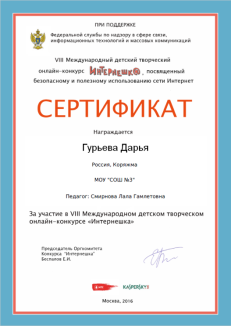 ПРИ ПОДДЕРЖКЕ
Федеральной службы по надзору в сфере связи,
информационных технологий и массовых коммуникаций
VIII Международный детский творческий
онлайн-конкурс ИНТЕРНЕШКА, посвященный
безопасному и полезному использованию сети Интернет
СЕРТИФИКАТ
Награждается
Гурьева Дарья
Россия, Коряжма
МОУ "СОШ №3"
Педагог: Смирнова Лала Гамлетовна
За участие в VIII Международном детском творческом
онлайн-конкурсе «Интернешка»
Председатель Оргкомитета
Конкурса "Интернешка"
Беспалов Е.И.
KASPERSKY
Москва, 2016